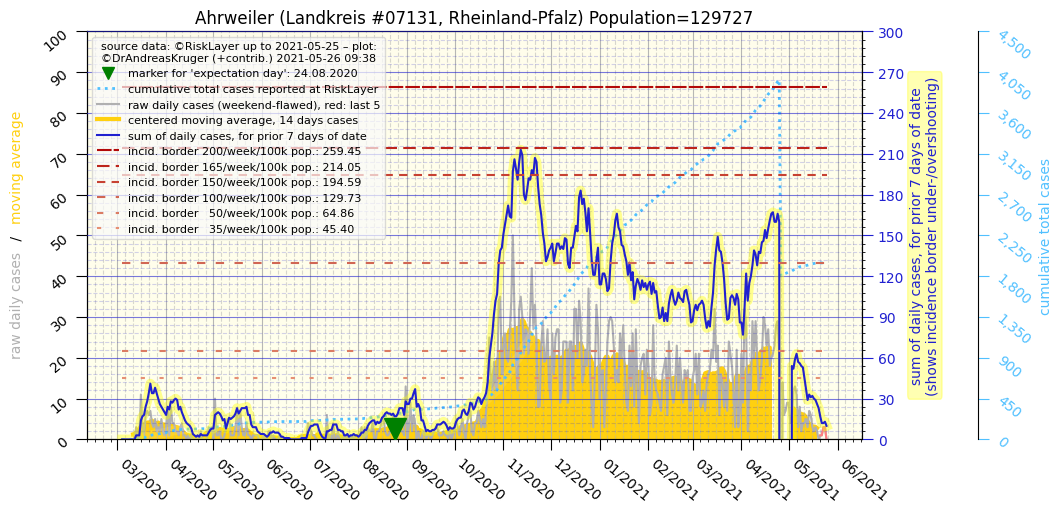 Ahrweiler (Landkreis #07131, Rheinland-Pfalz) Population=129727
source data: ©RiskLayer up to 2021-05-25 – plot:
©DrAndreasKruger (+contrib.) 2021-05-26 09:38
marker for 'expectation day': 24.08.2020
cumulative total cases reported at RiskLayer
raw daily cases (weekend-flawed), red: last 5
centered moving average, 14 days cases
sum of daily cases, for prior 7 days of date
incid. border 200/week/100k pop.: 259.45
incid. border 165/week/100k pop.: 214.05
incid. border 150/week/100k pop.: 194.59
incid. border 100/week/100k pop.: 129.73
incid. border 50/week/100k pop.: 64.86
incid. border 35/week/100k pop.: 45.40
raw daily cases / moving average
100
90
80
70
60
50
40
30
20
10
0
300
270
240
210
180
150
120
90
60
30
0
sum of daily cases, for prior 7 days of date
(shows incidence border under-/overshooting)
4,500
4,050
3,600
3,150
2,700
2,250
1,800
1,350
900
450
0
cumulative total cases
03/2020
04/2020
05/2020
06/2020
07/2020
08/2020
09/2020
10/2020
11/2020
12/2020
01/2021
02/2021
03/2021
04/2021
05/2021
06/2021